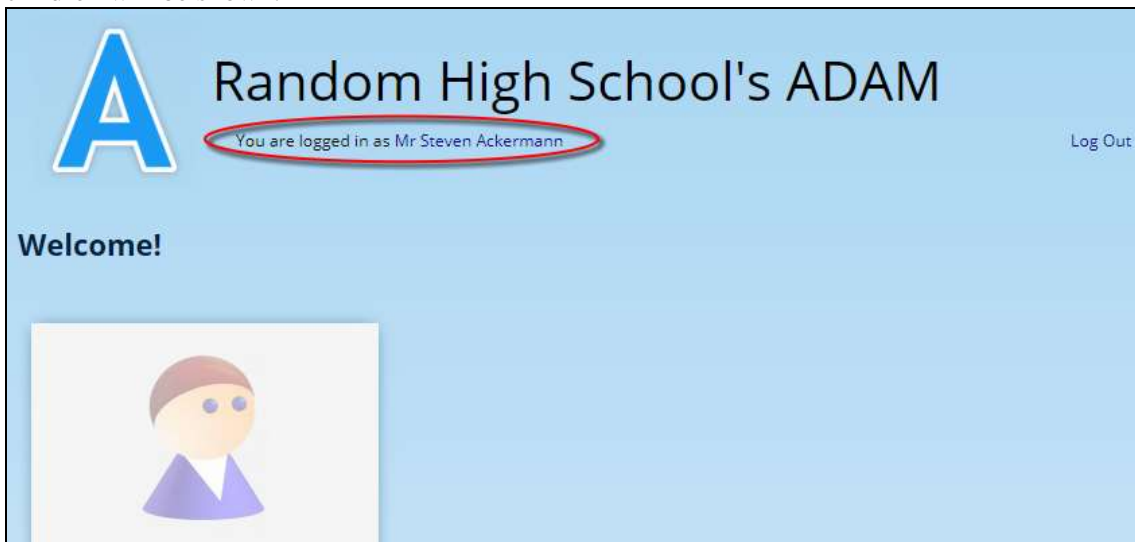 A
Random High School's ADAM
You are logged in as Mr Steven Ackermann
Log Out
Welcome!